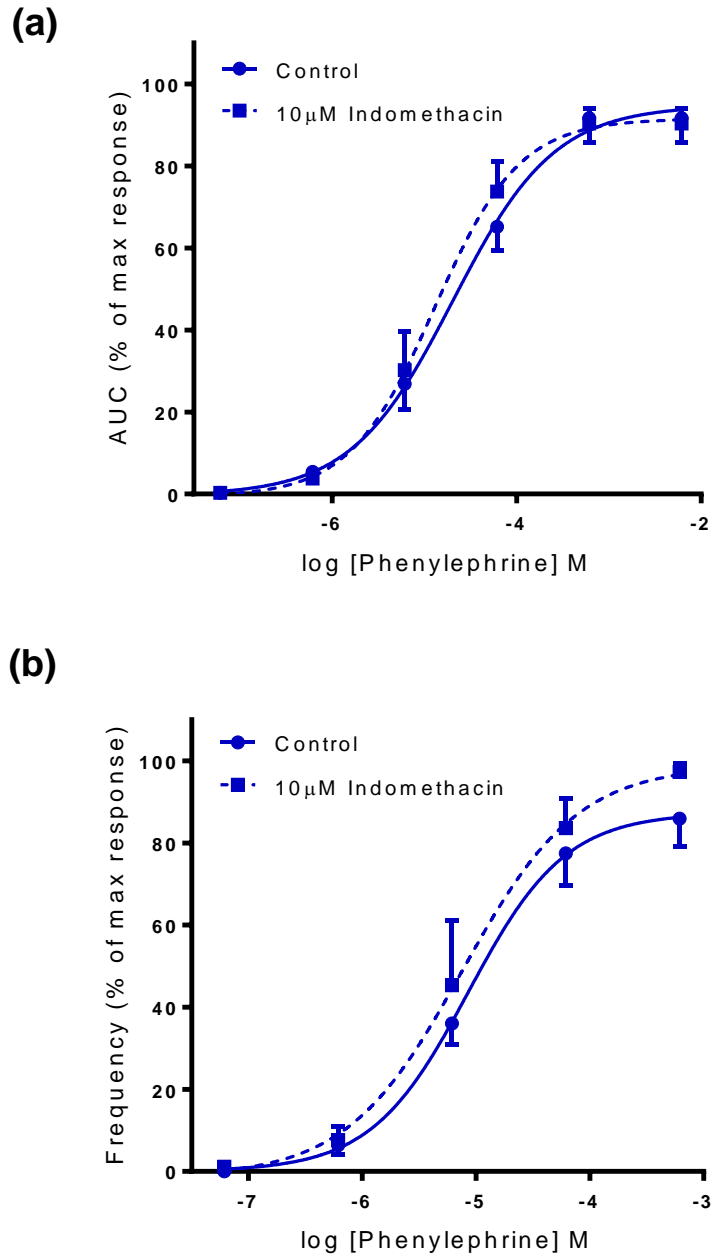 (a)
Control
10μM Indomethacin
AUC (% of max response)
100
80
60
40
20
0
-6
-4
-2
log [Phenylephrine] M
(b)
Control
10μM Indomethacin
Frequency (% of max response)
100
80
60
40
20
0
-7
-6
-5
-4
-3
log [Phenylephrine] M